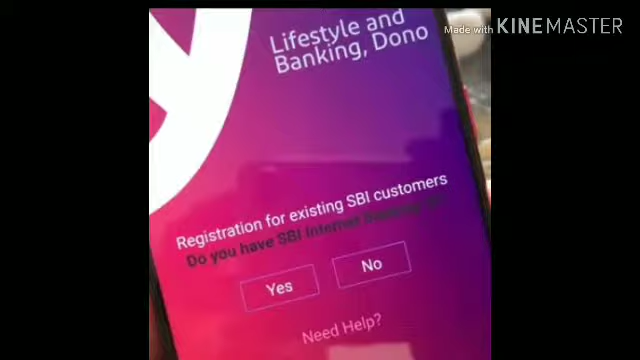 Made with KINEMASTER
Lifestyle and
Banking, Dono
Registration for existing SBI customers
Do you have SBI Internet
Yes
No
Need Help?